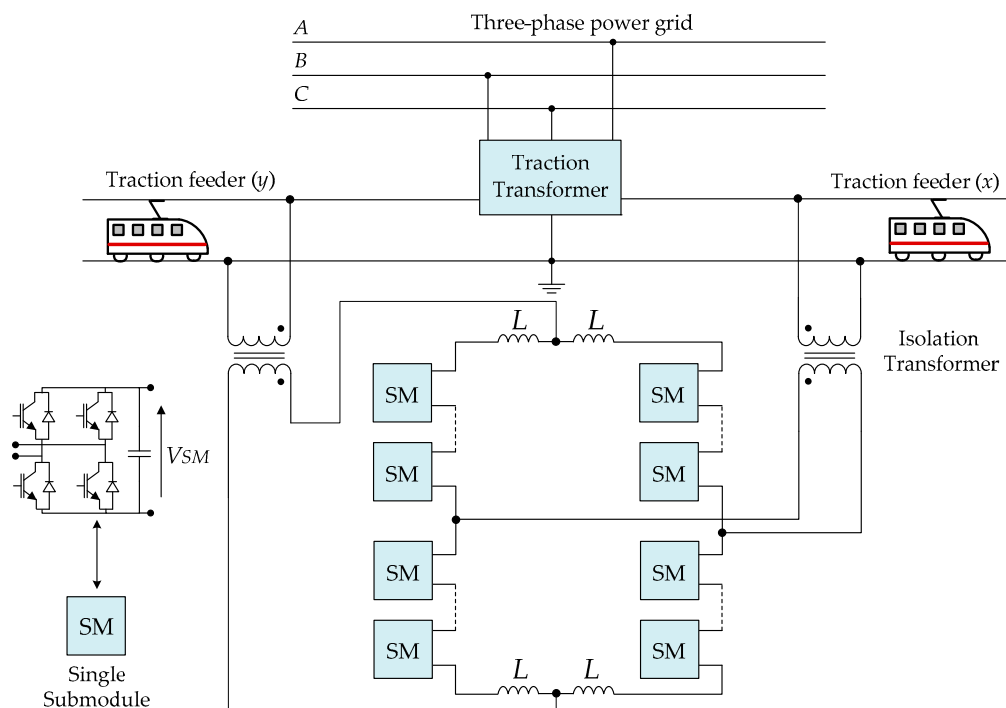 A
Three-phase power grid
B
C
Traction
Transformer
Traction feeder (y)
Traction feeder (x)
L
L
Isolation
Transformer
SM
SM
VSM
SM
SM
SM
SM
SM
SM
SM
Single
Submodule
L
L